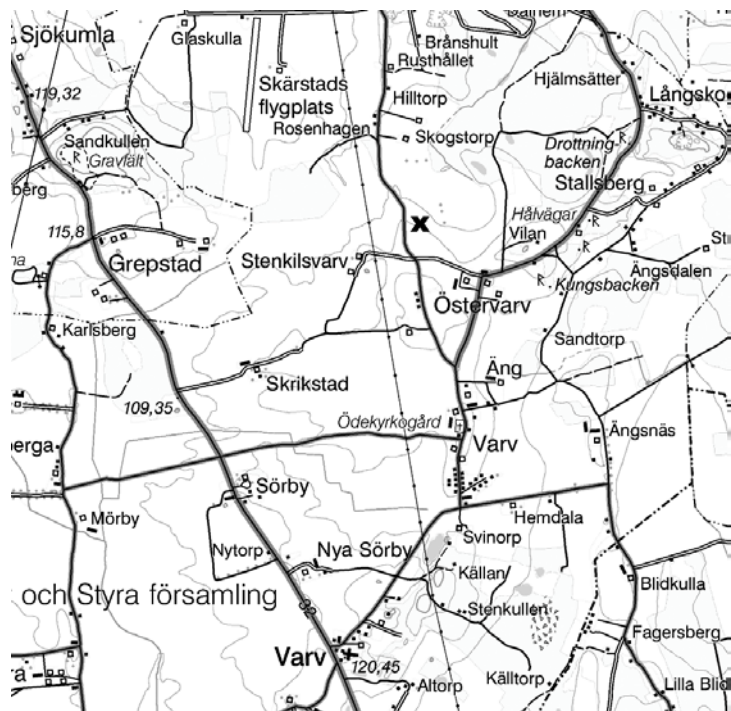 Sjökumla
Glaskulla
Brånshult
Rusthållet
Hjälmsätter
Skärstads
flygplats
119,32
Hilltorp
Långsko
Rosenhagen
Skogstorp
Sandkullen
Gravfält
R
Drottning-
backen
R
Stallsberg
berg
115,8
X
Hålvägar
R
Vilan
R
Grepstad
Stenkilsvarv
Ängsdalen
na
R
Kungsbacken
Östervarv
Karlsberg
Sandtorp
Skrikstad
Äng
109,35
Ödekyrkogård
Varv
Ängsnäs
erga
Sörby
Mörby
Hemdala
Svinorp
Nytorp
Nya Sörby
Källan
Blidkulla
och Styra församling
Stenkullen
Fagersberg
Varv
120,45
Källtorp
Altorp
Lilla Blid